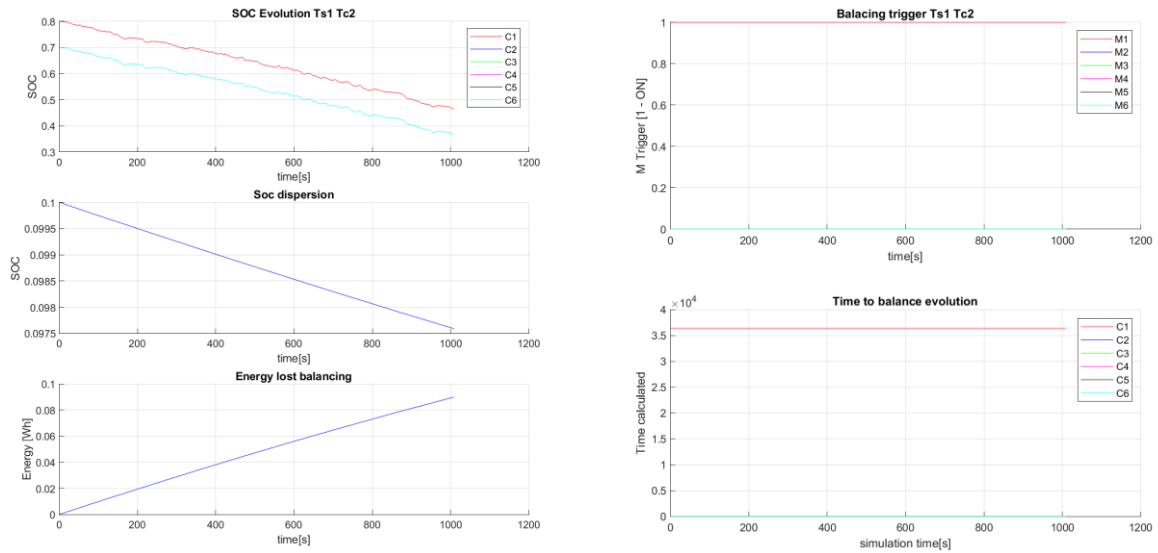 SOC Evolution Ts1 Tc2
SOC
0.8
0.7
0.6
0.5
0.4
0.3
0 200 400 600 800 1000 1200
time[s]
C1
C2
C3
C4
C5
C6
Soc dispersion
SOC
0.1
0.0995
0.099
0.0985
0.098
0.0975
0 200 400 600 800 1000 1200
time[s]
Energy lost balancing
Energy [Wh]
0.1
0.08
0.06
0.04
0.02
0
0 200 400 600 800 1000 1200
time[s]
Balacing trigger Ts1 Tc2
M Trigger [1 - ON]
1
0.8
0.6
0.4
0.2
0
0 200 400 600 800 1000 1200
time[s]
M1
M2
M3
M4
M5
M6
Time to balance evolution
Time calculated
× 10⁴
4
3.5
3
2.5
2
1.5
1
0.5
0
0 200 400 600 800 1000 1200
simulation time[s]
C1
C2
C3
C4
C5
C6